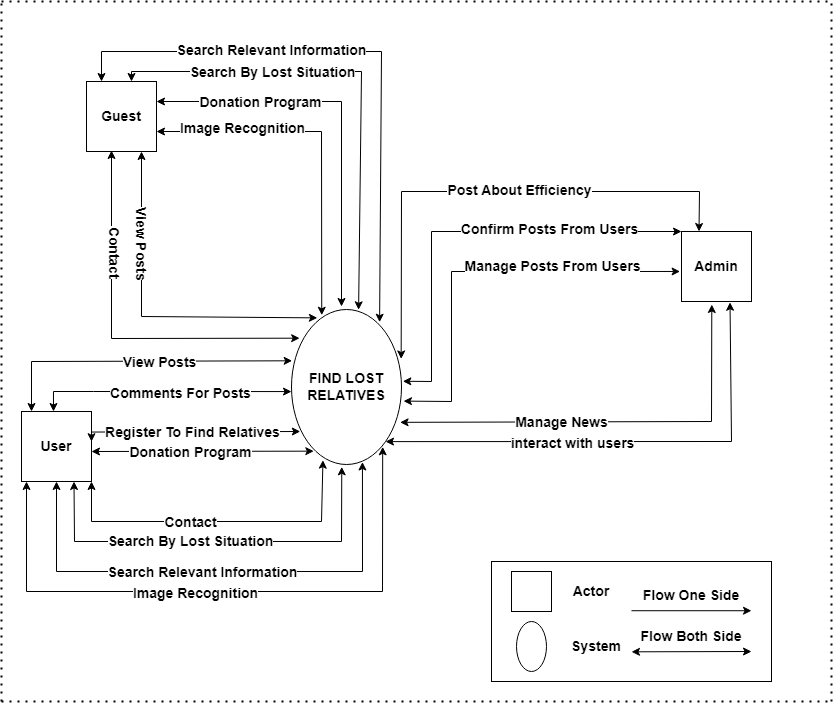 Search Relevant Information
Search By Lost Situation
Donation Program
Image Recognition
Guest
Contact
View Posts
Post About Efficiency
Confirm Posts From Users
Manage Posts From Users
Admin
FIND LOST
RELATIVES
View Posts
Comments For Posts
Register To Find Relatives
Donation Program
User
Manage News
interact with users
Contact
Search By Lost Situation
Search Relevant Information
Image Recognition
Actor
Flow One Side
System
Flow Both Side